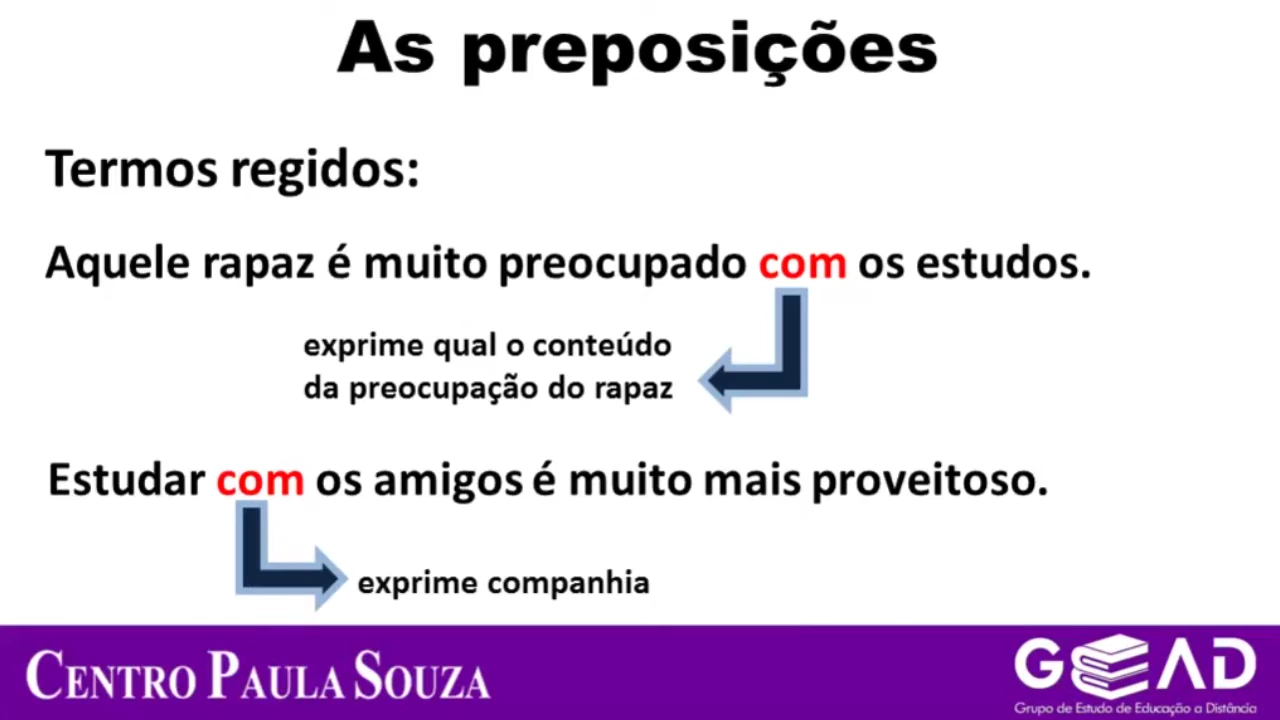 As preposições
Termos regidos:
Aquele rapaz é muito preocupado com os estudos.
exprime qual o conteúdo
da preocupação do rapaz
Estudar com os amigos é muito mais proveitoso.
exprime companhia
CENTRO PAULA SOUZA
GEAD
Grupo de Estudo de Educação a Distância